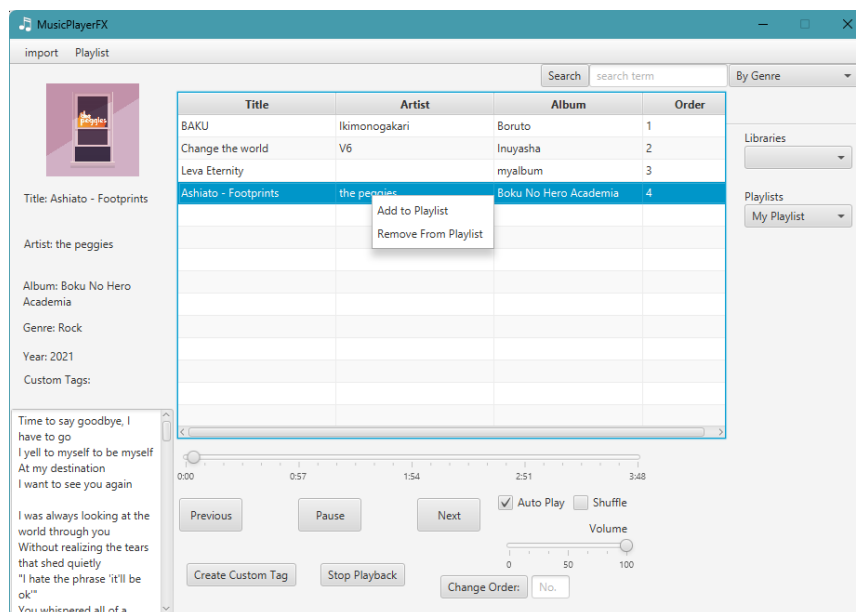 MusicPlayerFX
import Playlist
Search search term By Genre
the
peggies
Title Artist Album Order
BAKU Ikimonogakari Boruto 1
Change the world V6 Inuyasha 2
Leva Eternity myalbum 3
Ashiato - Footprints the peggies Boku No Hero Academia 4
Add to Playlist
Remove From Playlist
Libraries
Playlists
My Playlist
Title: Ashiato - Footprints
Artist: the peggies
Album: Boku No Hero
Academia
Genre: Rock
Year: 2021
Custom Tags:
Time to say goodbye, I
have to go
I yell to myself to be myself
At my destination
I want to see you again
I was always looking at the
world through you
Without realizing the tears
that shed quietly
"I hate the phrase 'it'll be
ok'"
You whispered all of a
0:00 0:57 1:54 2:51 3:48
Previous Pause Next Auto Play Shuffle
Volume
0 50 100
Create Custom Tag Stop Playback Change Order: No.